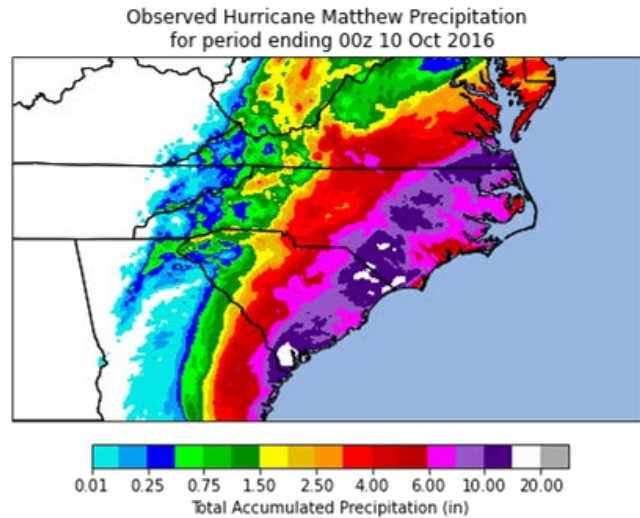 Observed Hurricane Matthew Precipitation
for period ending 00z 10 Oct 2016
0.01 0.25 0.75 1.50 2.50 4.00 6.00 10.00 20.00
Total Accumulated Precipitation (in)